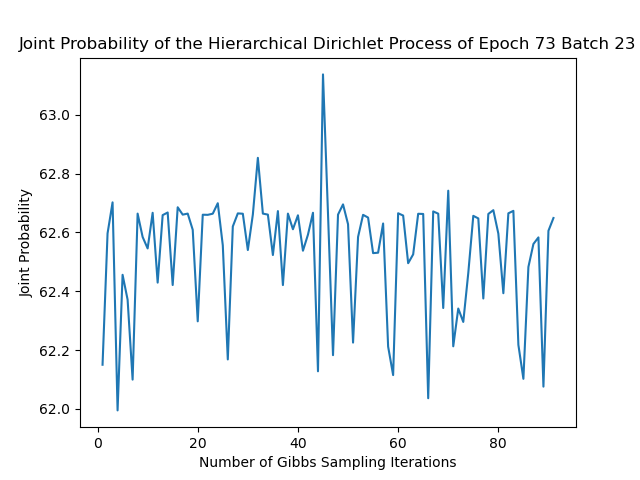 Joint Probability of the Hierarchical Dirichlet Process of Epoch 73 Batch 23
63.0
62.8
62.6
62.4
62.2
62.0
Joint Probability
0 20 40 60 80
Number of Gibbs Sampling Iterations